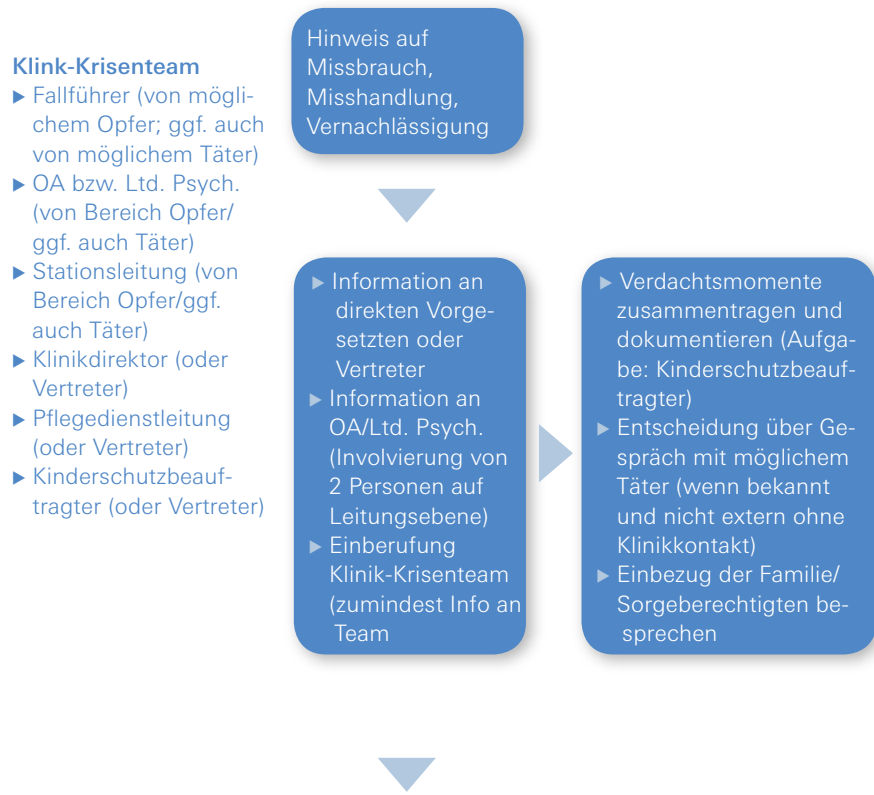 Klink-Krisenteam
▶ Fallführer (von mögli-
chem Opfer; ggf. auch
von möglichem Täter)
▶ OA bzw. Ltd. Psych.
(von Bereich Opfer/
ggf. auch Täter)
▶ Stationsleitung (von
Bereich Opfer/ggf.
auch Täter)
▶ Klinikdirektor (oder
Vertreter)
▶ Pflegedienstleitung
(oder Vertreter)
▶ Kinderschutzbeauf-
tragter (oder Vertreter)
Hinweis auf
Missbrauch,
Misshandlung,
Vernachlässigung
▶ Information an
direkten Vorge-
setzten oder
Vertreter
▶ Information an
OA/Ltd. Psych.
(Involvierung von
2 Personen auf
Leitungsebene)
▶ Einberufung
Klinik-Krisenteam
(zumindest Info an
Team
▶ Verdachtsmomente
zusammentragen und
dokumentieren (Aufga-
be: Kinderschutzbeauf-
tragter)
▶ Entscheidung über Ge-
spräch mit möglichem
Täter (wenn bekannt
und nicht extern ohne
Klinikkontakt)
▶ Einbezug der Familie/
Sorgeberechtigten be-
sprechen